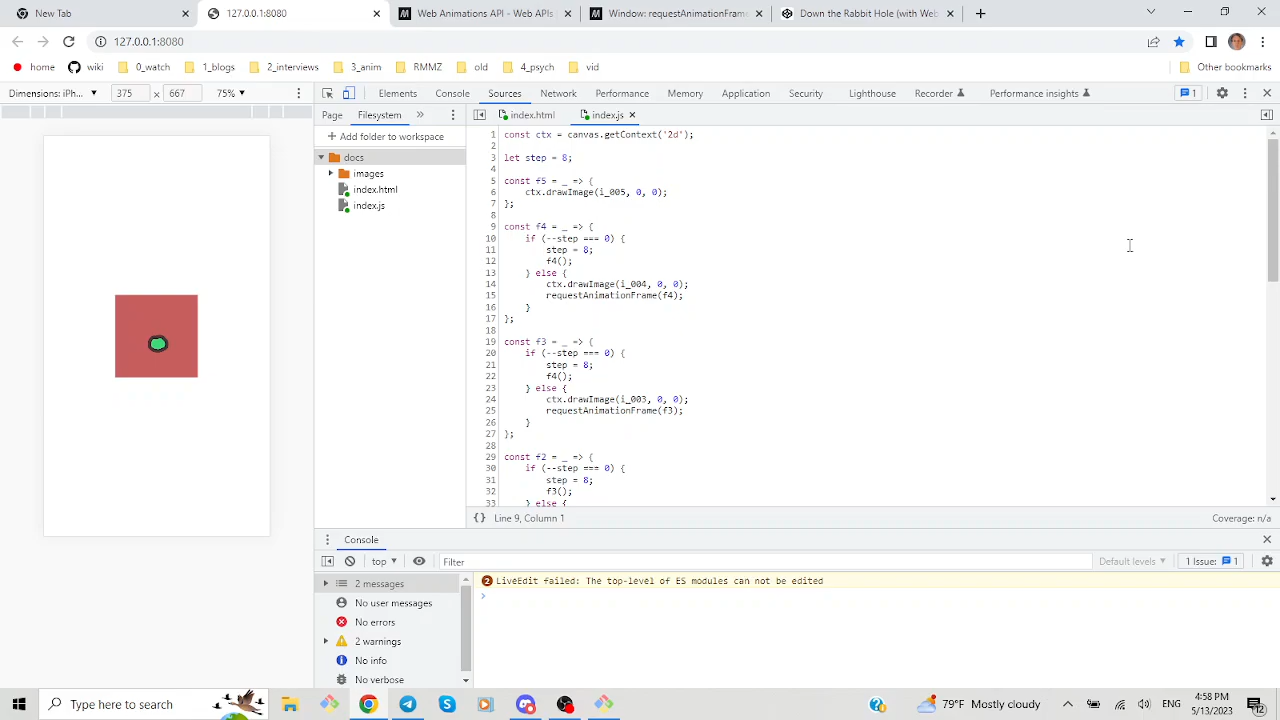 New Tab
127.0.0.1:8080
Web Animations API - Web APIs
Window: requestAnimationFrame
Down the Rabbit Hole (with Web
127.0.0.1:8080
home
wiki
0_watch
1_blogs
2_interviews
3_anim
RMMZ
old
4_psych
vid
Other bookmarks
Dimensions: iPh...
375
×
667
75%
Elements
Console
Sources
Network
Performance
Memory
Application
Security
Lighthouse
Recorder
Performance insights
1
Page
Filesystem
»
index.html
index.js
+ Add folder to workspace
docs
images
index.html
index.js
1 const ctx = canvas.getContext('2d');
2
3 let step = 8;
4
5 const f5 = _ => {
6 ctx.drawImage(i_005, 0, 0);
7 };
8
9 const f4 = _ => {
10 if (--step === 0) {
11 step = 8;
12 f4();
13 } else {
14 ctx.drawImage(i_004, 0, 0);
15 requestAnimationFrame(f4);
16 }
17 };
18
19 const f3 = _ => {
20 if (--step === 0) {
21 step = 8;
22 f4();
23 } else {
24 ctx.drawImage(i_003, 0, 0);
25 requestAnimationFrame(f3);
26 }
27 };
28
29 const f2 = _ => {
30 if (--step === 0) {
31 step = 8;
32 f3();
33 } else {
{} Line 9, Column 1
Coverage: n/a
Console
top
Filter
Default levels
1 Issue: 1
2 messages
No user messages
No errors
2 warnings
No info
No verbose
2 LiveEdit failed: The top-level of ES modules can not be edited
>
Type here to search
79°F Mostly cloudy
ENG
4:58 PM
5/13/2023
12